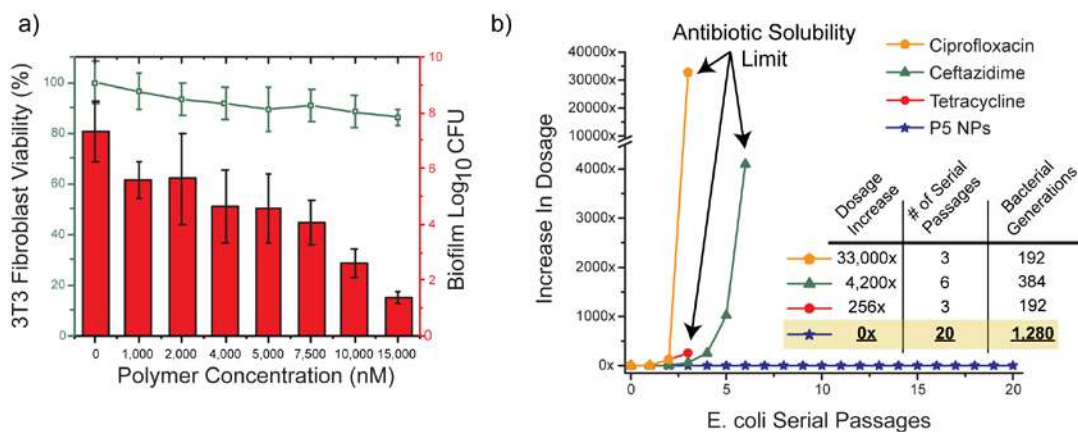 a)
3T3 Fibroblast Viability (%)
100
80
60
40
20
0
10
8
6
4
2
0
Biofilm Log10 CFU
0 1,000 2,000 4,000 5,000 7,500 10,000 15,000
Polymer Concentration (nM)
b)
Increase In Dosage
40000x
30000x
20000x
10000x
4000x
3000x
2000x
1000x
0x
Antibiotic Solubility
Limit
Ciprofloxacin
Ceftazidime
Tetracycline
P5 NPs
Dosage
Increase
# of Serial
Passages
Bacterial
Generations
33,000x 3 192
4,200x 6 384
256x 3 192
0x 20 1,280
0 5 10 15 20
E. coli Serial Passages